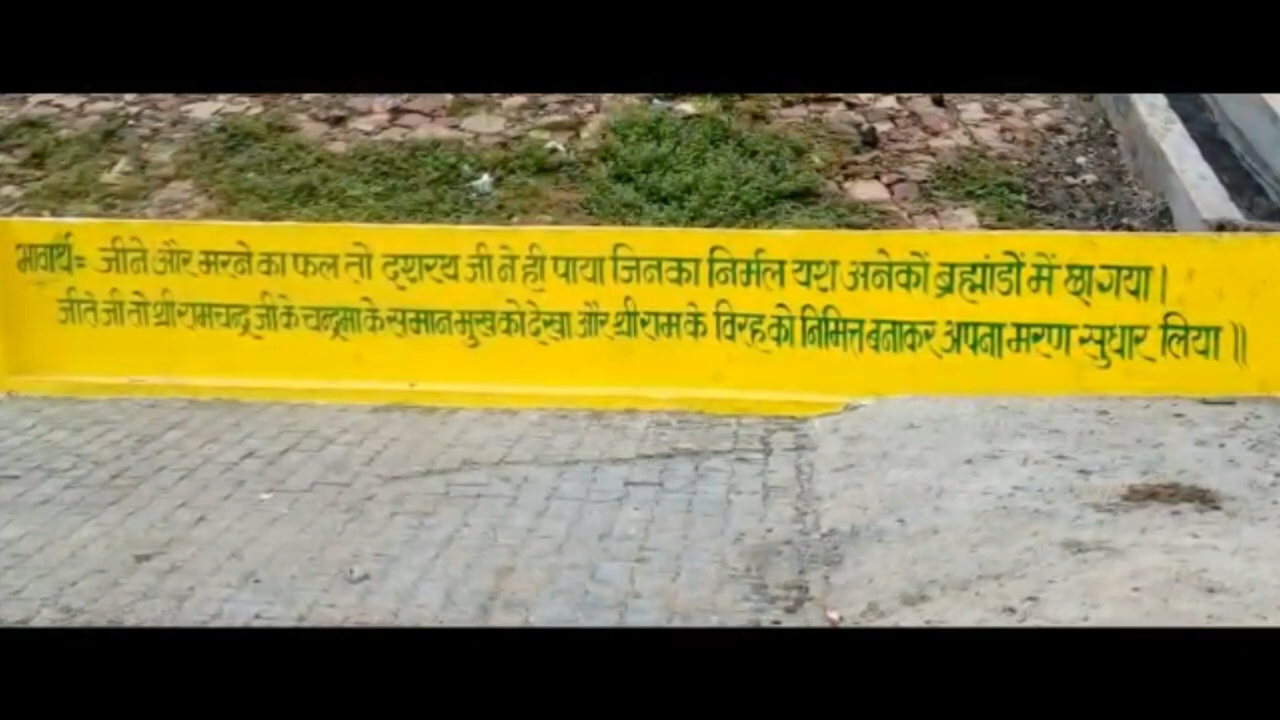 भावार्थ= जीने और मरने का फल तो दशरथ जी ने ही पाया जिनका निर्मल यश अनेकों ब्रह्मांडों में छा गया।
जीते जी तो श्री रामचन्द्र जी के चन्द्रमा के समान मुख को देखा और श्री राम के विरह को निमित्त बनाकर अपना मरण सुधार लिया॥